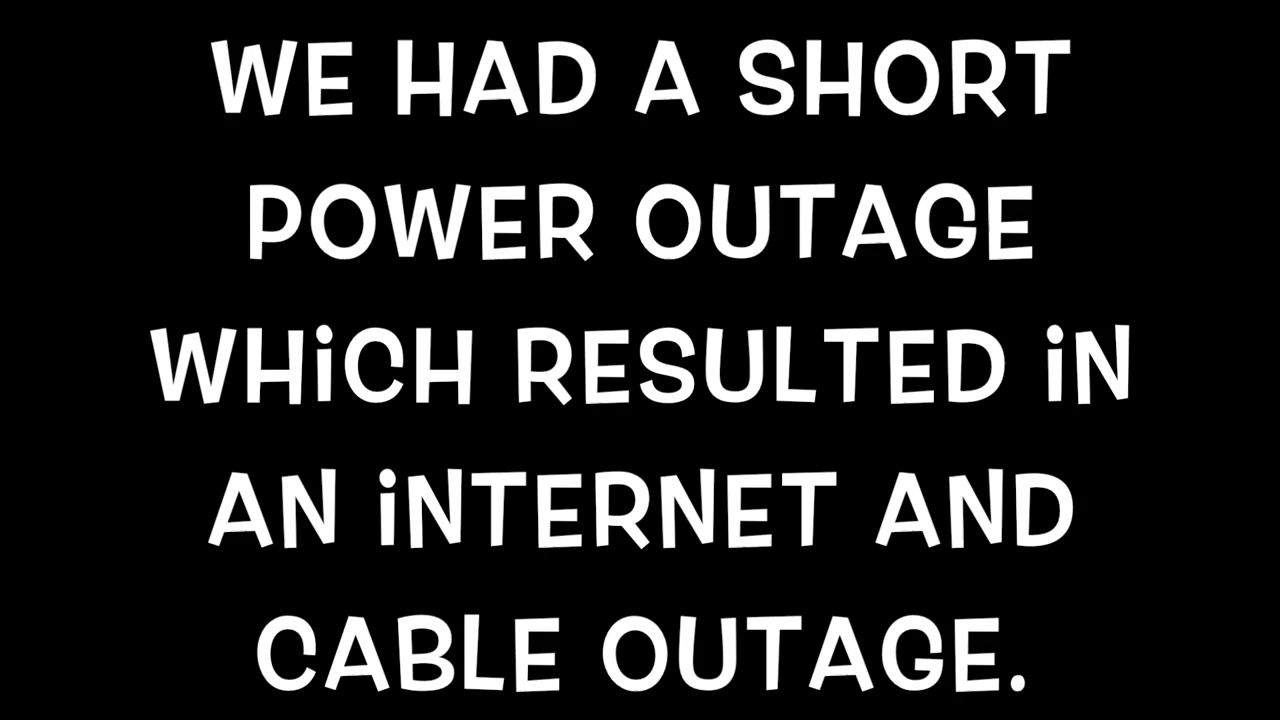 WE HAD A SHORT
POWER OUTAGE
WHiCH RESULTED iN
AN iNTERNET AND
CABLE OUTAGE.